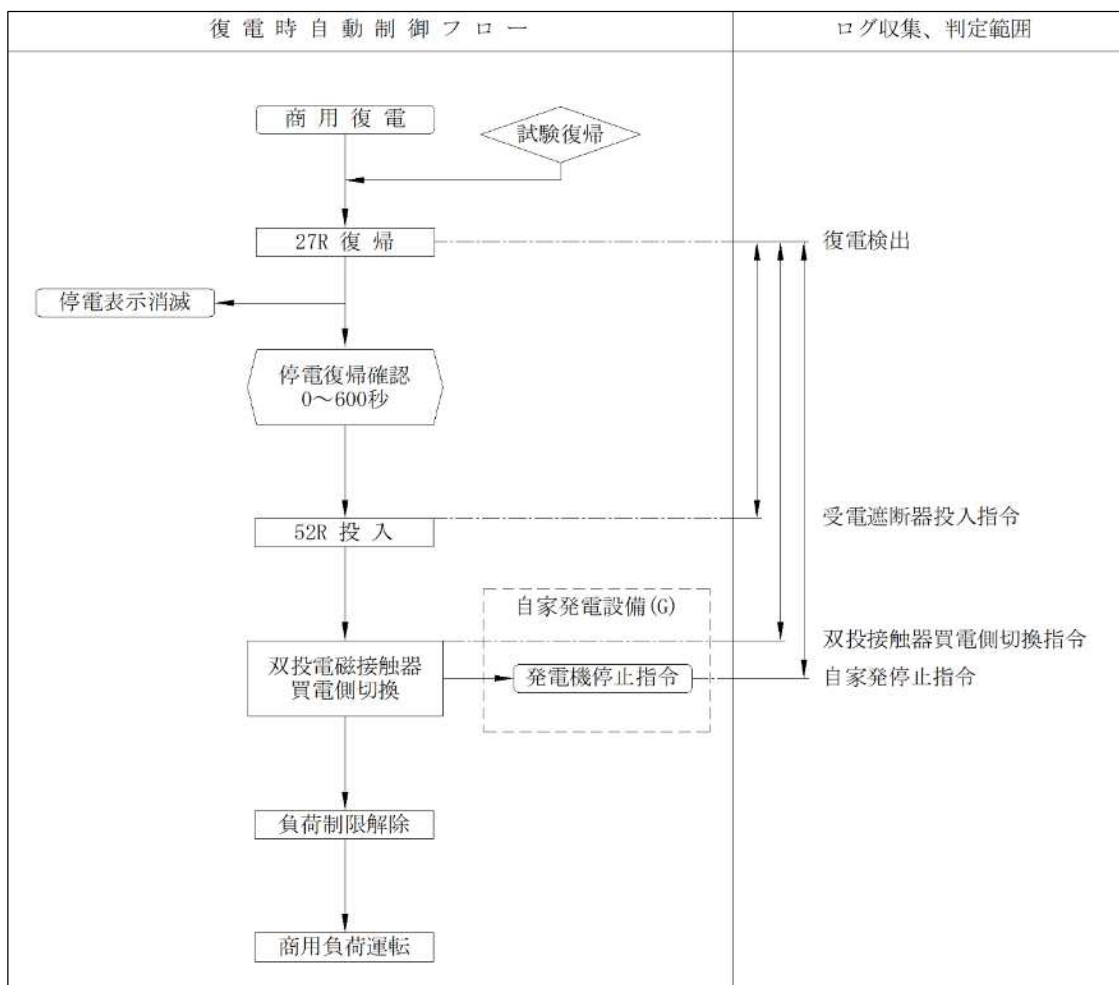 復電時自動制御フロー
ログ収集、判定範囲
商用復電
試験復帰
27R 復帰
復電検出
停電表示消滅
停電復帰確認
0～600秒
52R 投入
受電遮断器投入指令
自家発電設備(G)
双投接触器買電側切換指令
双投電磁接触器
買電側切換
発電機停止指令
自家発停止指令
負荷制限解除
商用負荷運転